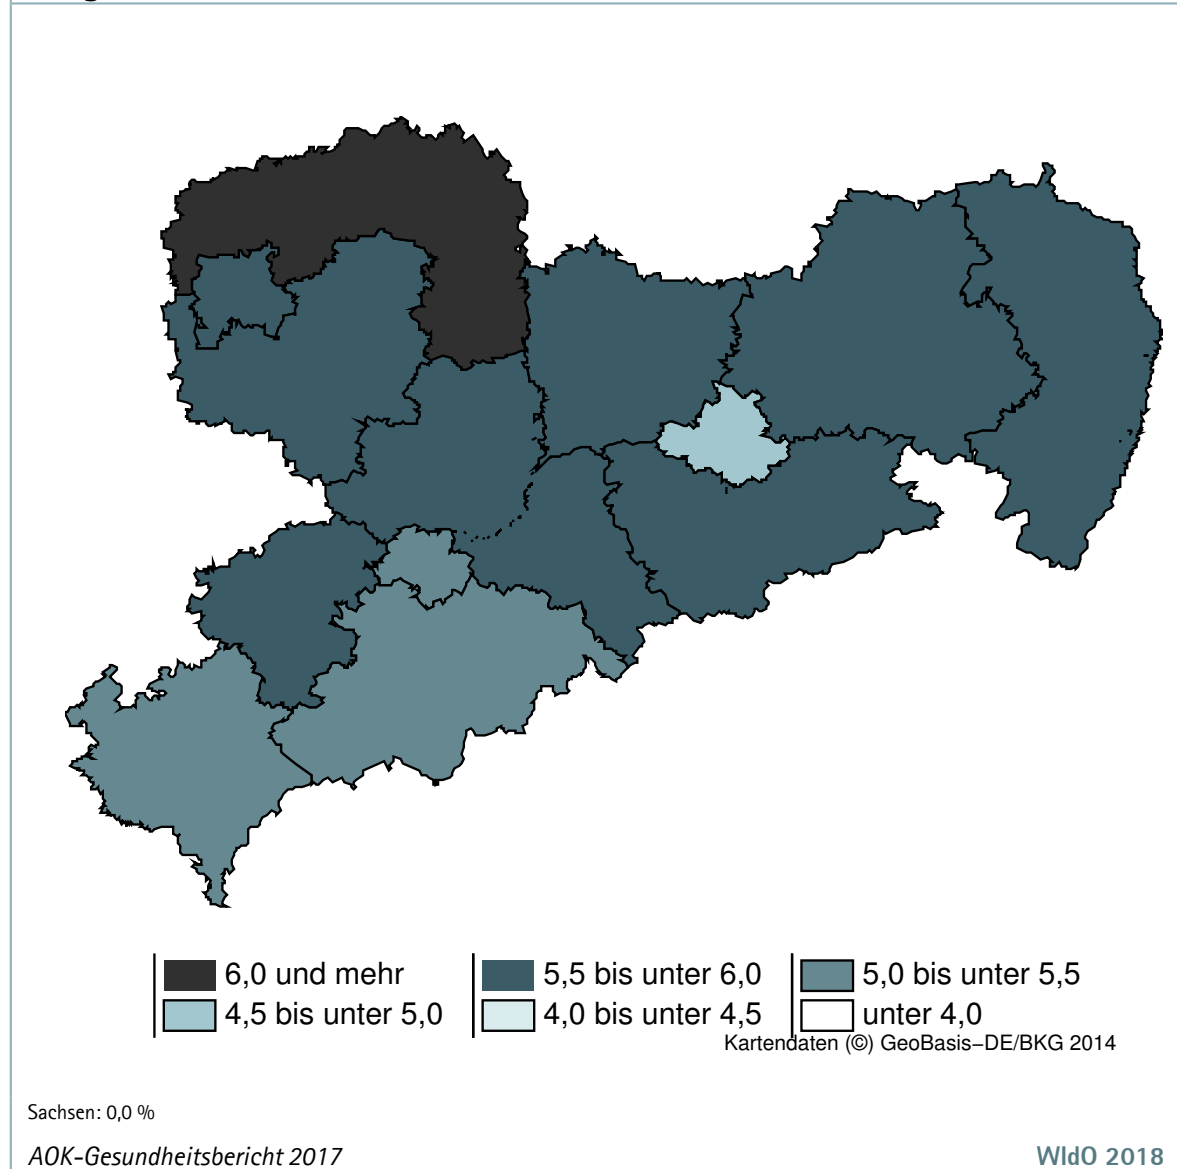 6,0 und mehr 5,5 bis unter 6,0 5,0 bis unter 5,5
4,5 bis unter 5,0 4,0 bis unter 4,5 unter 4,0
Kartendaten (©) GeoBasis–DE/BKG 2014
Sachsen: 0,0 %
AOK-Gesundheitsbericht 2017 WIdO 2018